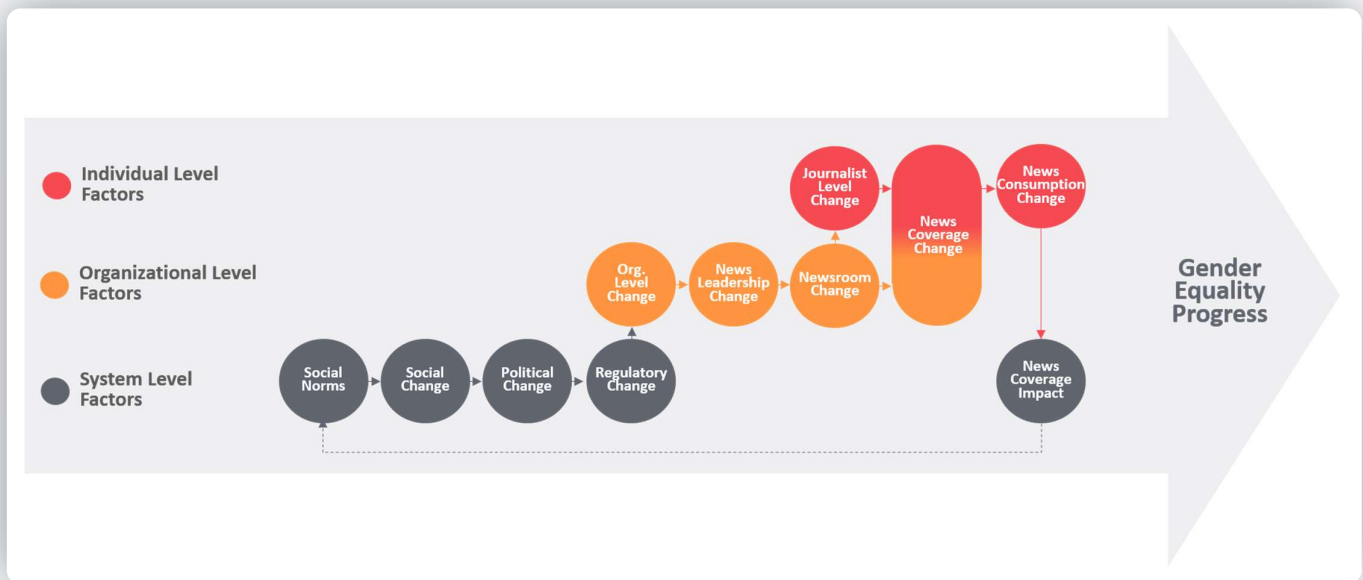 Individual Level
Factors
Organizational Level
Factors
System Level
Factors
Journalist
Level
Change
News
Coverage
Change
News
Consumption
Change
Org.
Level
Change
News
Leadership
Change
Newsroom
Change
Social
Norms
Social
Change
Political
Change
Regulatory
Change
News
Coverage
Impact
Gender
Equality
Progress